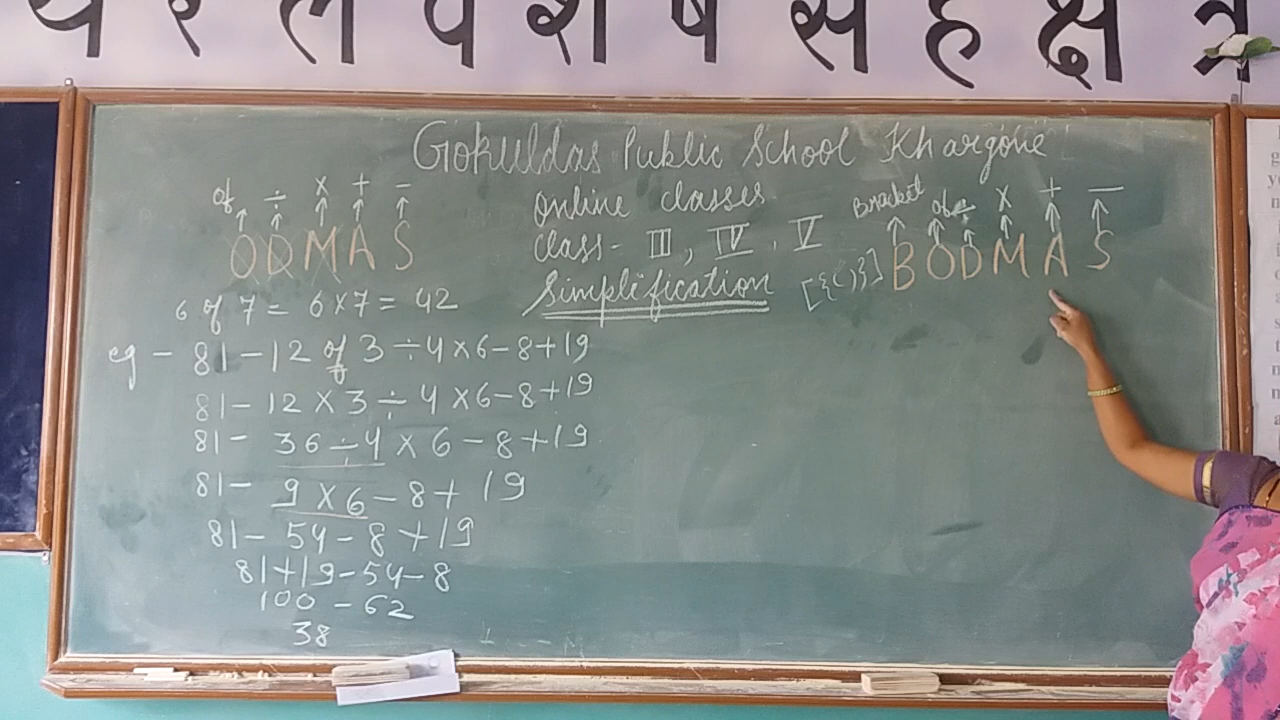 य र ल व श ष स ह क्ष त्र
Gokuldas Public School Khargone
Online classes
Class - III, IV, V
Simplification
of ÷ × + −
O D M A S
6 of 7 = 6 × 7 = 42
eg - 81 - 12 of 3 ÷ 4 × 6 - 8 + 19
81 - 12 × 3 ÷ 4 × 6 - 8 + 19
81 - 36 ÷ 4 × 6 - 8 + 19
81 - 9 × 6 - 8 + 19
81 - 54 - 8 + 19
81 + 19 - 54 - 8
100 - 62
38
Bracket of ÷ × + −
[{()}] B O D M A S